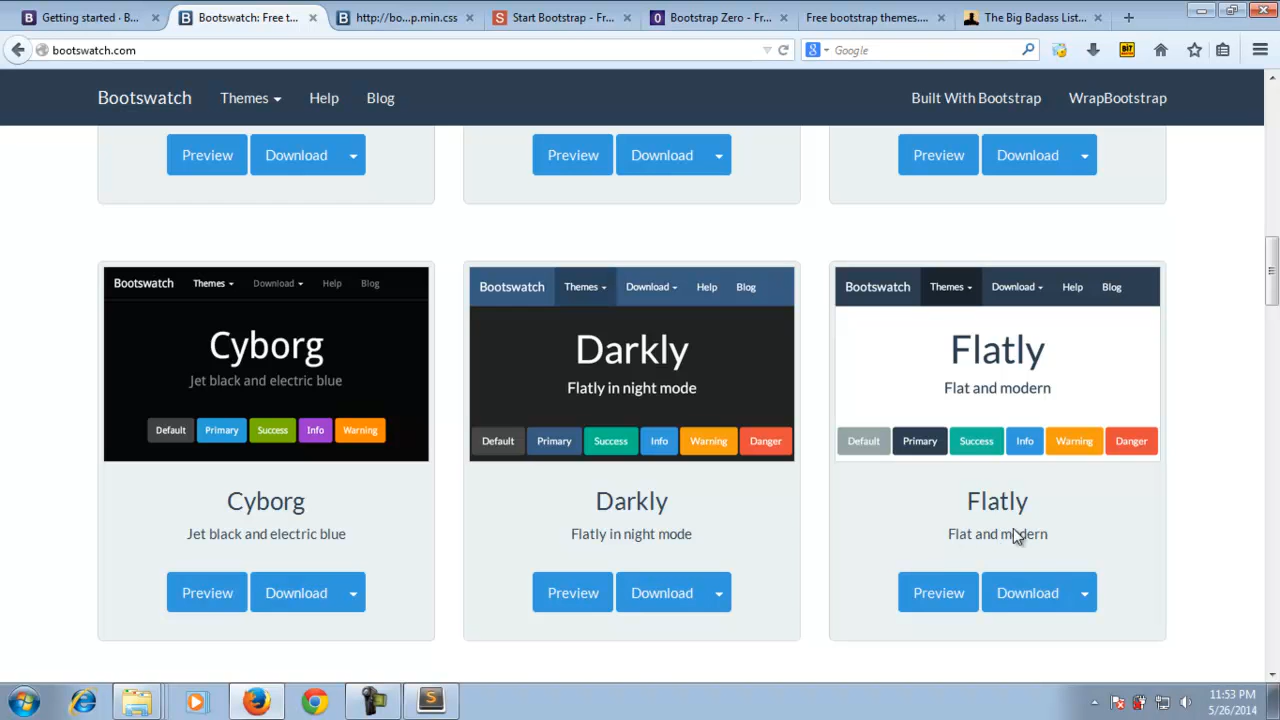 Getting started · B...
Bootswatch: Free t...
http://bo...p.min.css
Start Bootstrap - Fr...
Bootstrap Zero - Fr...
Free bootstrap themes....
The Big Badass List...
bootswatch.com
Google
BIT
Bootswatch
Themes
Help
Blog
Built With Bootstrap
WrapBootstrap
Preview
Download
Preview
Download
Preview
Download
Bootswatch Themes Download Help Blog
Cyborg
Jet black and electric blue
Default Primary Success Info Warning
Cyborg
Jet black and electric blue
Preview
Download
Bootswatch Themes Download Help Blog
Darkly
Flatly in night mode
Default Primary Success Info Warning Danger
Darkly
Flatly in night mode
Preview
Download
Bootswatch Themes Download Help Blog
Flatly
Flat and modern
Default Primary Success Info Warning Danger
Flatly
Flat and modern
Preview
Download
11:53 PM
5/26/2014